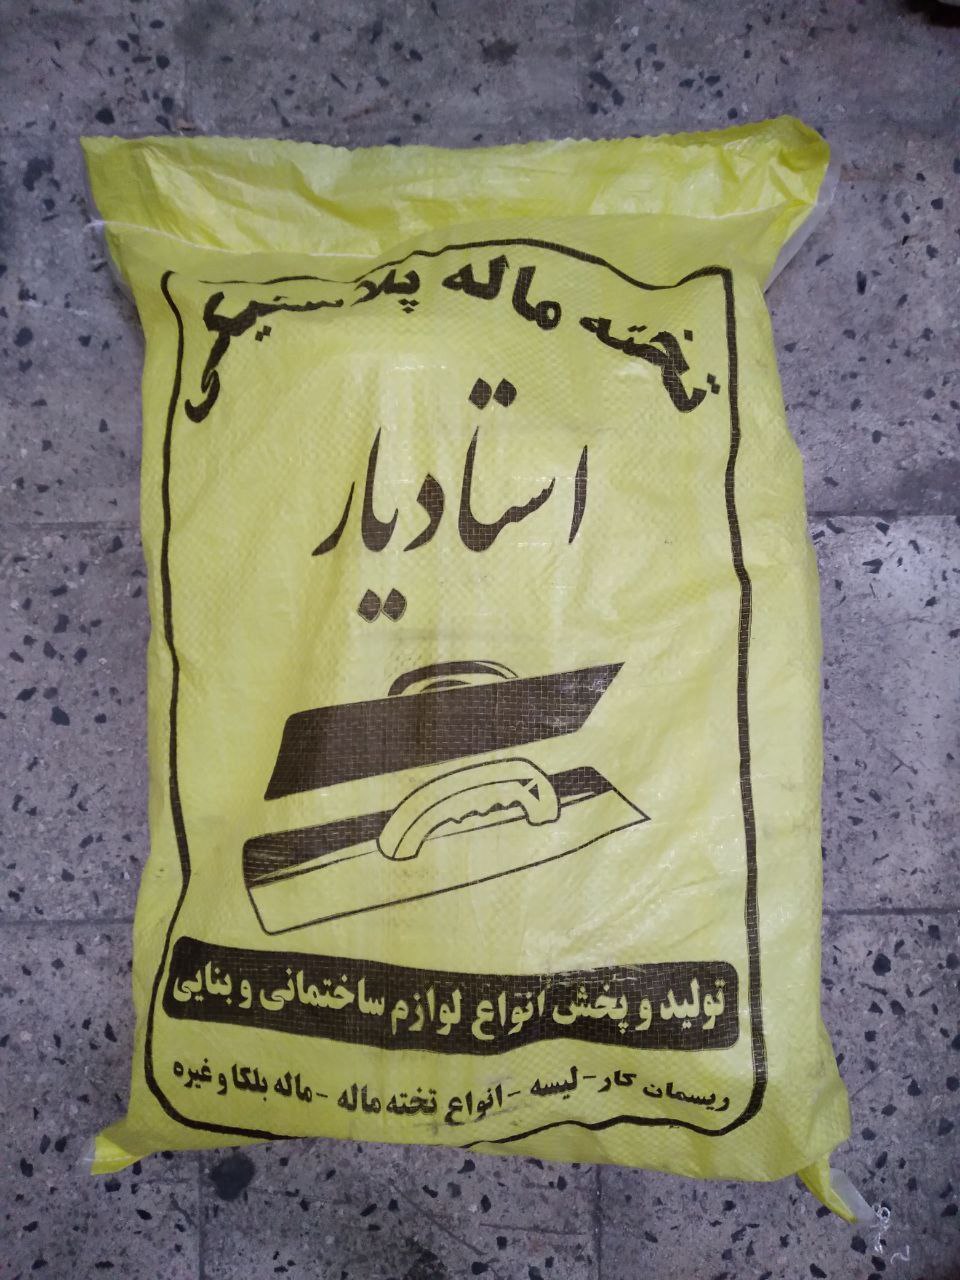 تخته ماله پلاستیکی
استادیار
تولید و پخش انواع لوازم ساختمانی و بنایی
ریسمان کار - لیسه - انواع تخته ماله - ماله بلکا و غیره